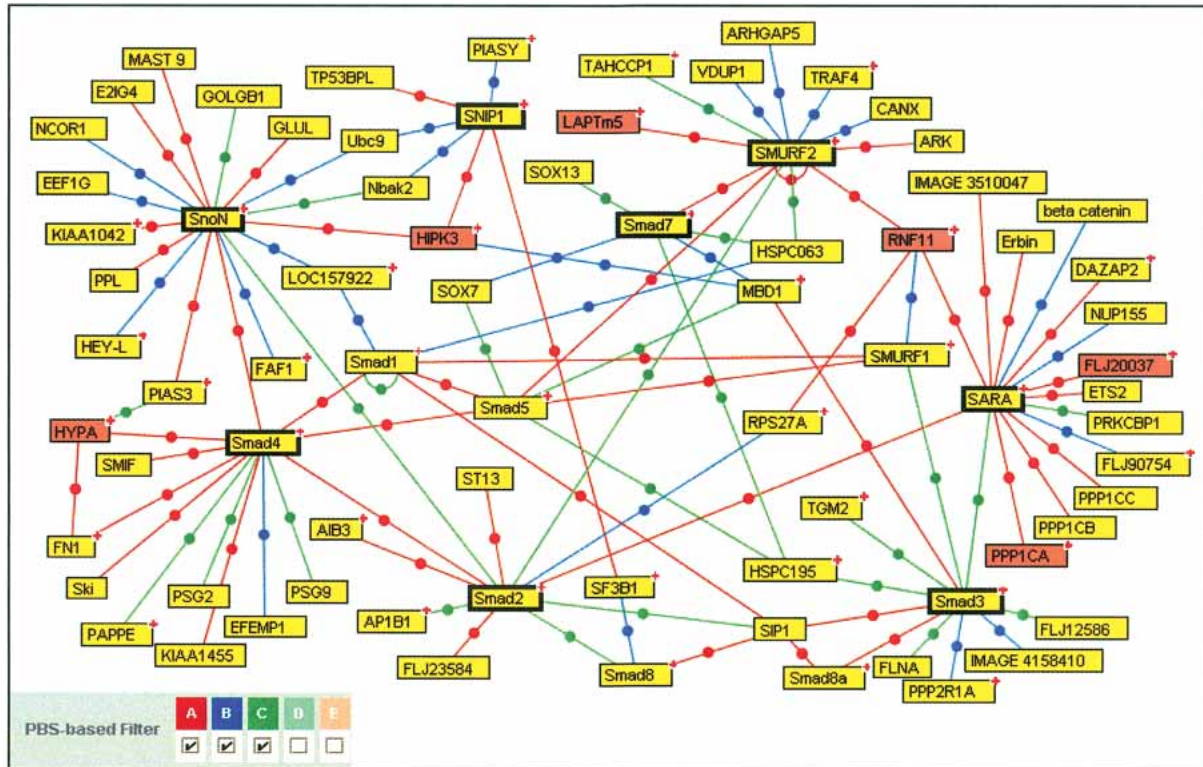 ARHGAP5
PIASY
MAST 9
TAHCCP1
VDUP1
TRAF4
TP53BPL
E2IG4
GOLGB1
SNIP1
LAPTm5
CANX
NCOR1
GLUL
Ubc9
SMURF2
ARK
SOX13
IMAGE 3510047
EEF1G
Nbak2
beta catenin
SnoN
Smad7
KIAA1042
HIPK3
RNF11
Erbin
HSPC063
PPL
LOC157922
DAZAP2
SOX7
MBD1
NUP155
HEY-L
FAF1
Smad1
SMURF1
FLJ20037
PIAS3
ETS2
Smad5
SARA
PRKCBP1
HYPA
Smad4
RPS27A
SMIF
FLJ90754
ST13
PPP1CC
TGM2
AIB3
PPP1CB
FN1
PPP1CA
HSPC195
Ski
PSG2
PSG9
SF3B1
Smad2
Smad3
AP1B1
PAPPE
EFEMP1
SIP1
FLJ12586
KIAA1455
FLJ23584
Smad8
Smad8a
FLNA
IMAGE 4158410
PPP2R1A
A B C D E
PBS-based Filter